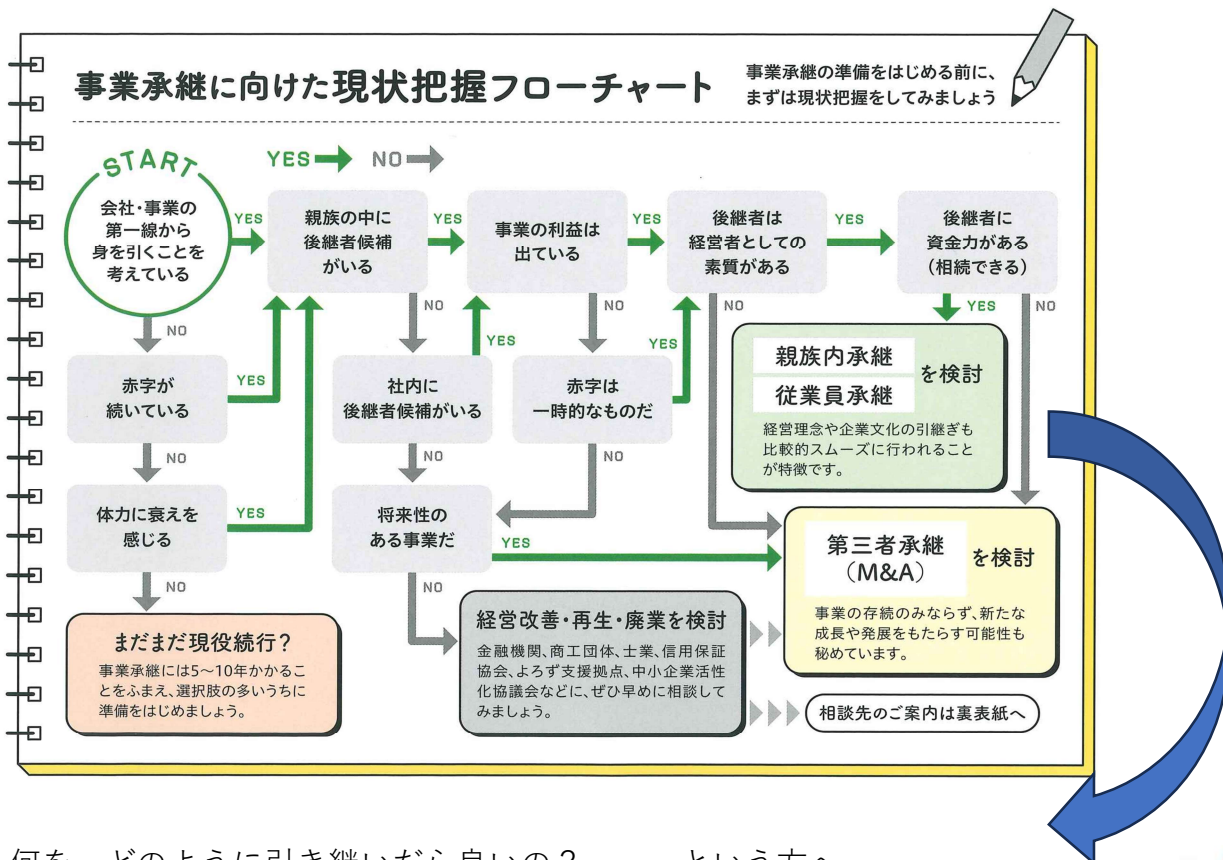 事業承継に向けた現状把握フローチャート
事業承継の準備をはじめる前に、
まずは現状把握をしてみましょう
START
YES
NO
会社・事業の
第一線から
身を引くことを
考えている
YES
親族の中に
後継者候補
がいる
YES
事業の利益は
出ている
YES
後継者は
経営者としての
素質がある
YES
後継者に
資金力がある
(相続できる)
NO
NO
NO
NO
YES
NO
赤字が
続いている
YES
社内に
後継者候補がいる
YES
赤字は
一時的なものだ
YES
親族内承継
従業員承継
を検討
経営理念や企業文化の引継ぎも
比較的スムーズに行われること
が特徴です。
NO
NO
NO
体力に衰えを
感じる
YES
将来性の
ある事業だ
YES
第三者承継
(M&A)
を検討
事業の存続のみならず、新たな
成長や発展をもたらす可能性も
秘めています。
NO
NO
まだまだ現役続行?
事業承継には5~10年かかるこ
とをふまえ、選択肢の多いうちに
準備をはじめましょう。
経営改善・再生・廃業を検討
金融機関、商工団体、士業、信用保証
協会、よろず支援拠点、中小企業活性
化協議会などに、ぜひ早めに相談して
みましょう。
相談先のご案内は裏表紙へ
何を、どのように引き継いだら良いの?
という方へ